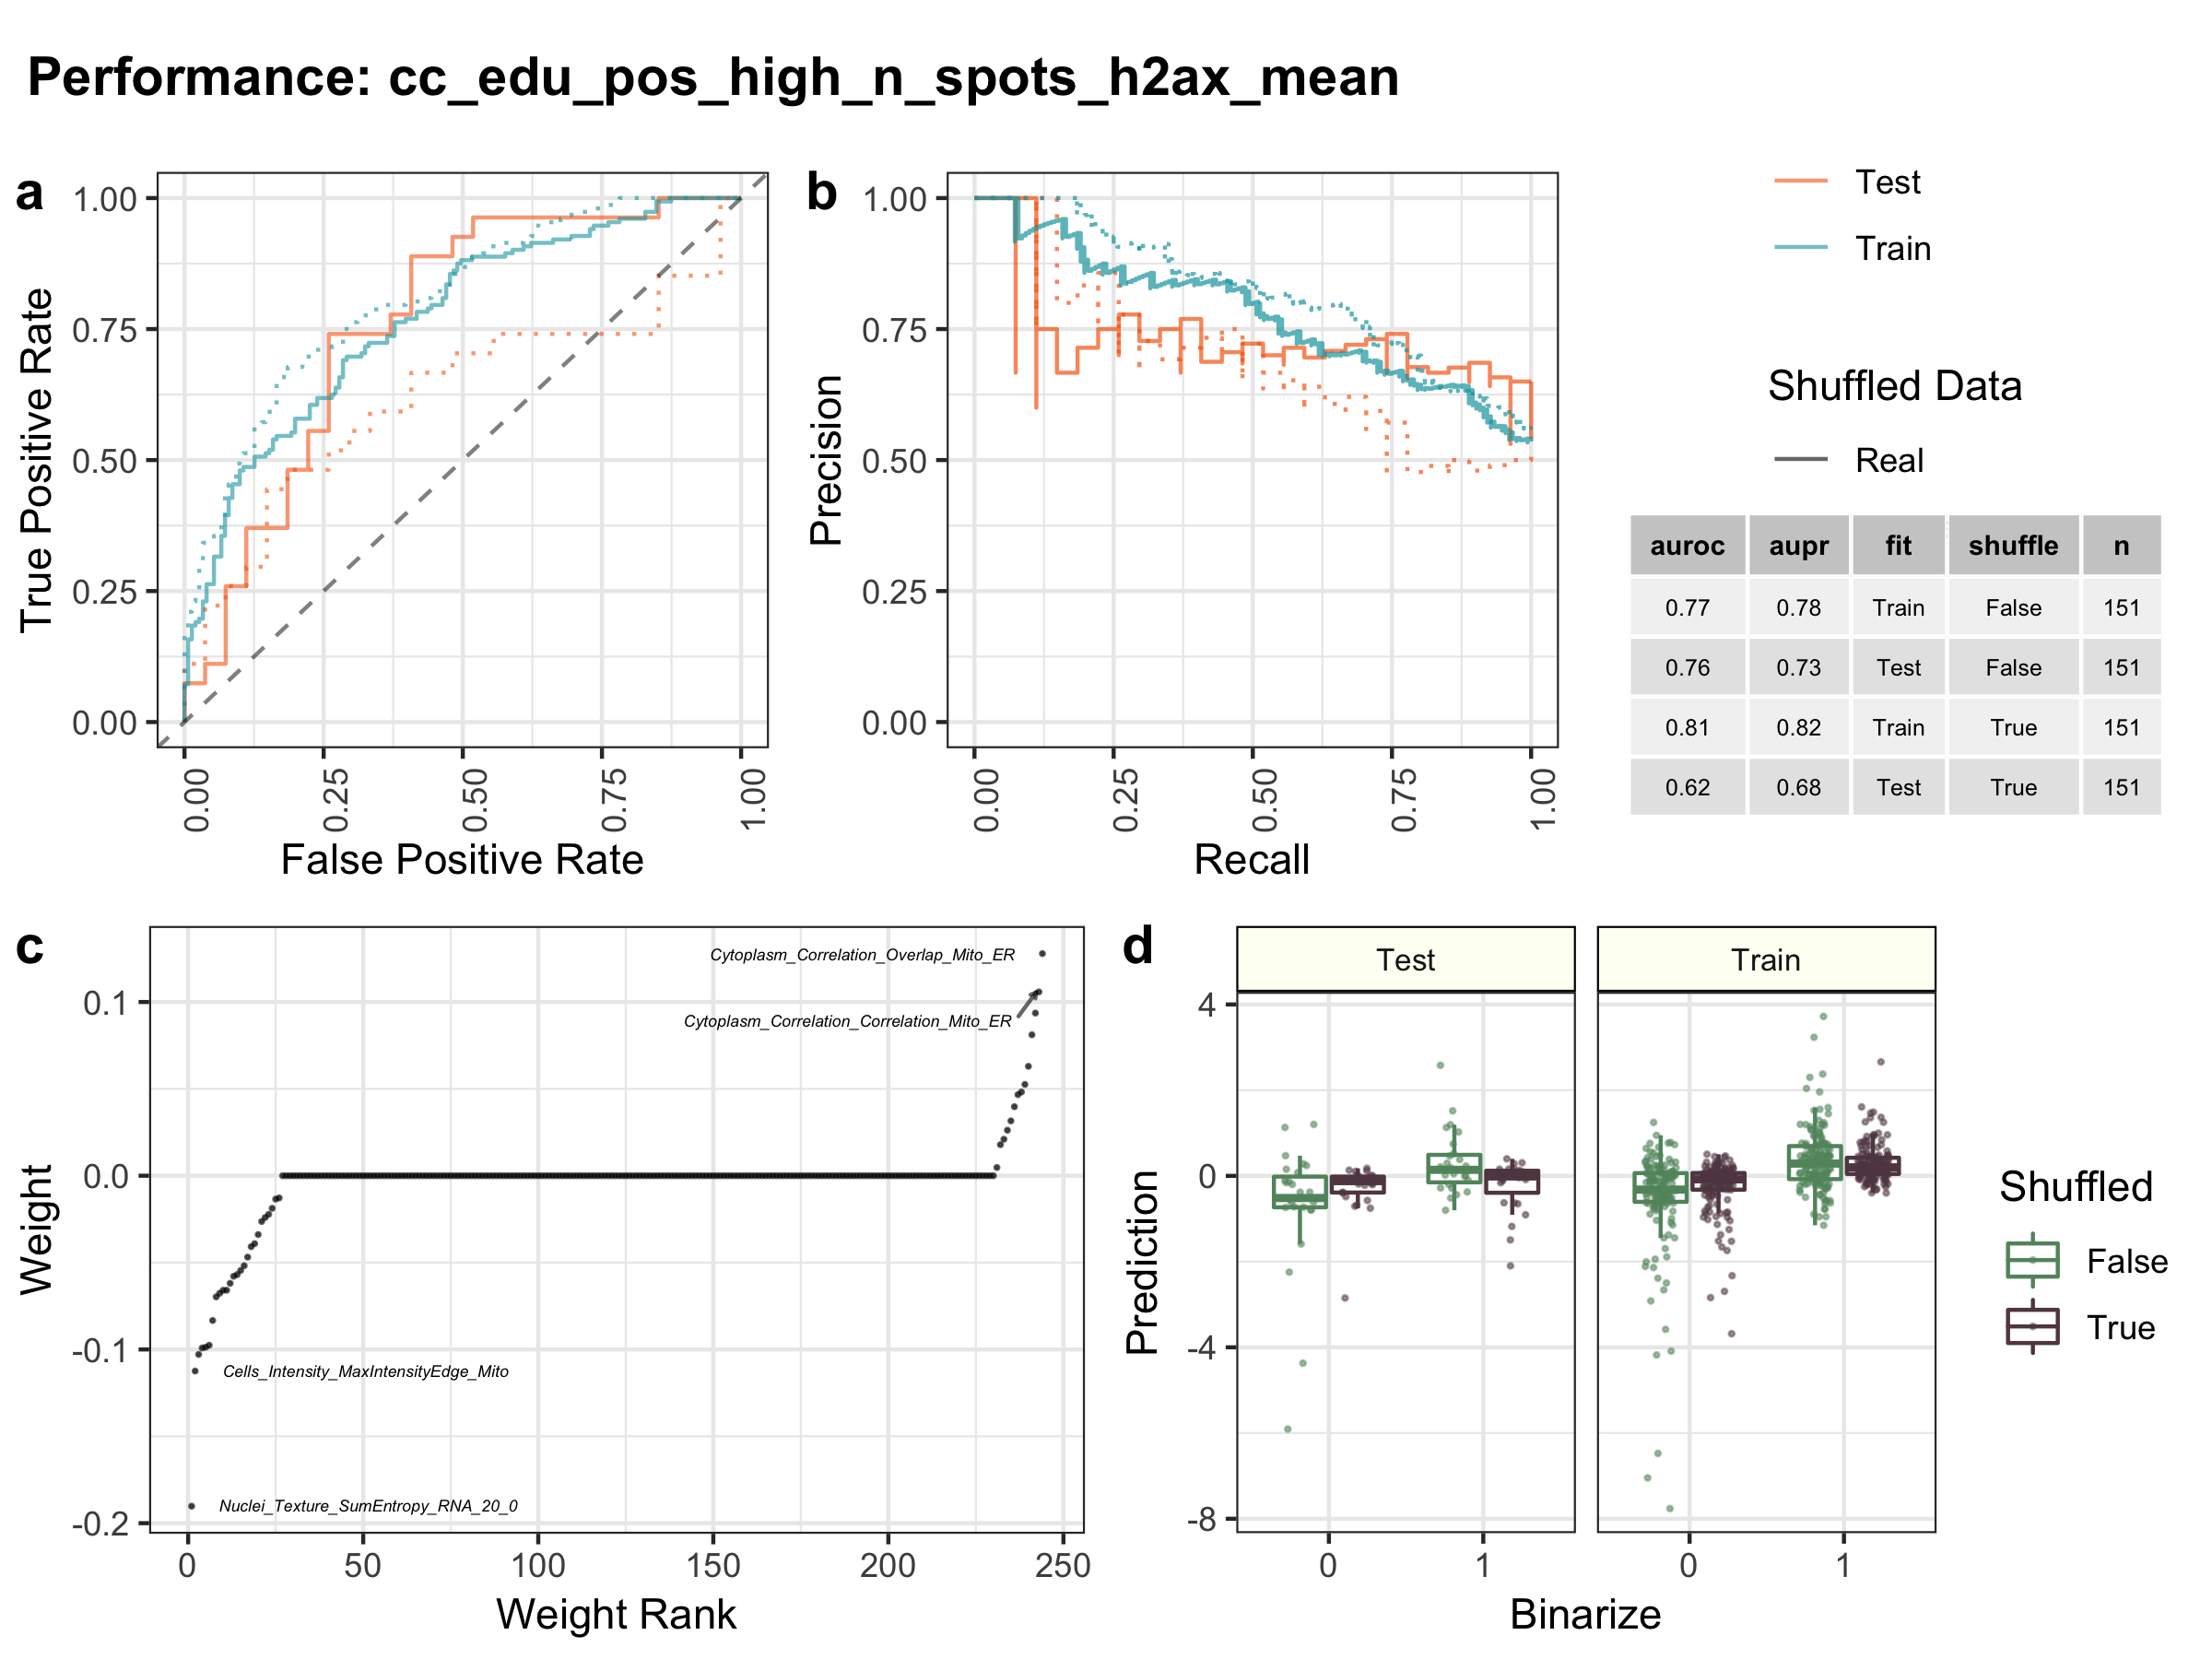 Performance: cc_edu_pos_high_n_spots_h2ax_mean
a
1.00
0.75
0.50
0.25
0.00
True Positive Rate
0.00
0.25
0.50
0.75
1.00
False Positive Rate
b
1.00
0.75
0.50
0.25
0.00
Precision
0.00
0.25
0.50
0.75
1.00
Recall
Test
Train
Shuffled Data
Real
auroc aupr fit shuffle n
0.77 0.78 Train False 151
0.76 0.73 Test False 151
0.81 0.82 Train True 151
0.62 0.68 Test True 151
c
0.1
0.0
-0.1
-0.2
Weight
Cytoplasm_Correlation_Overlap_Mito_ER
Cytoplasm_Correlation_Correlation_Mito_ER
Cells_Intensity_MaxIntensityEdge_Mito
Nuclei_Texture_SumEntropy_RNA_20_0
0 50 100 150 200 250
Weight Rank
d
Test Train
4
0
-4
-8
Prediction
0 1 0 1
Binarize
Shuffled
False
True